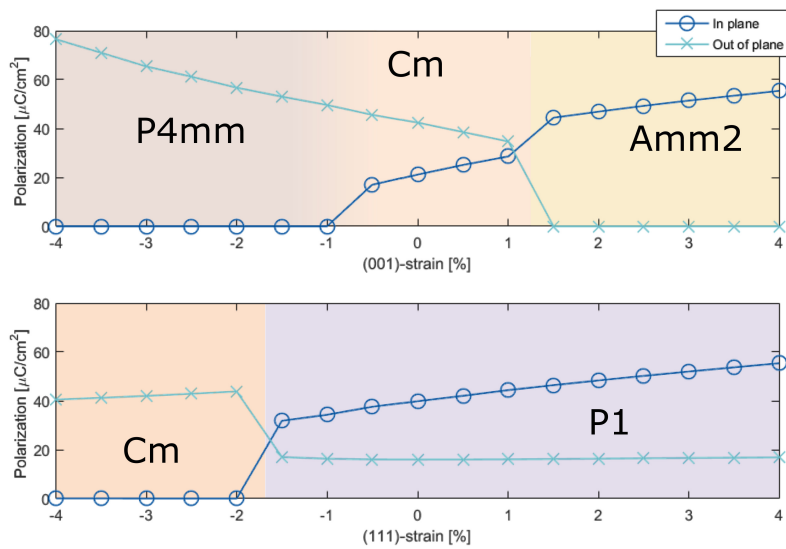 In plane
Out of plane
Polarization [μC/cm²]
80
60
40
20
0
P4mm
Cm
Amm2
-4 -3 -2 -1 0 1 2 3 4
(001)-strain [%]
Polarization [μC/cm²]
80
60
40
20
0
Cm
P1
-4 -3 -2 -1 0 1 2 3 4
(111)-strain [%]